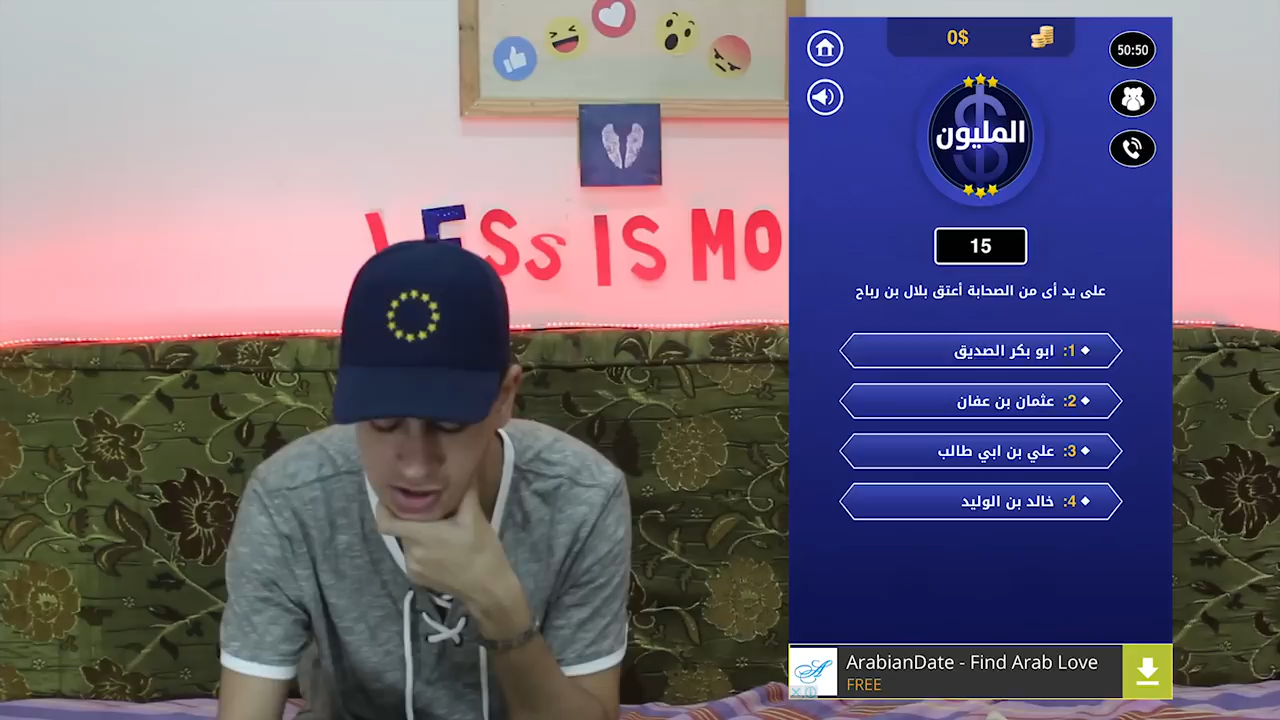 LESS IS MO
0$
50:50
المليون
15
على يد أى من الصحابة أعتق بلال بن رباح
1: ابو بكر الصديق
2: عثمان بن عفان
3: علي بن ابي طالب
4: خالد بن الوليد
ArabianDate - Find Arab Love
FREE